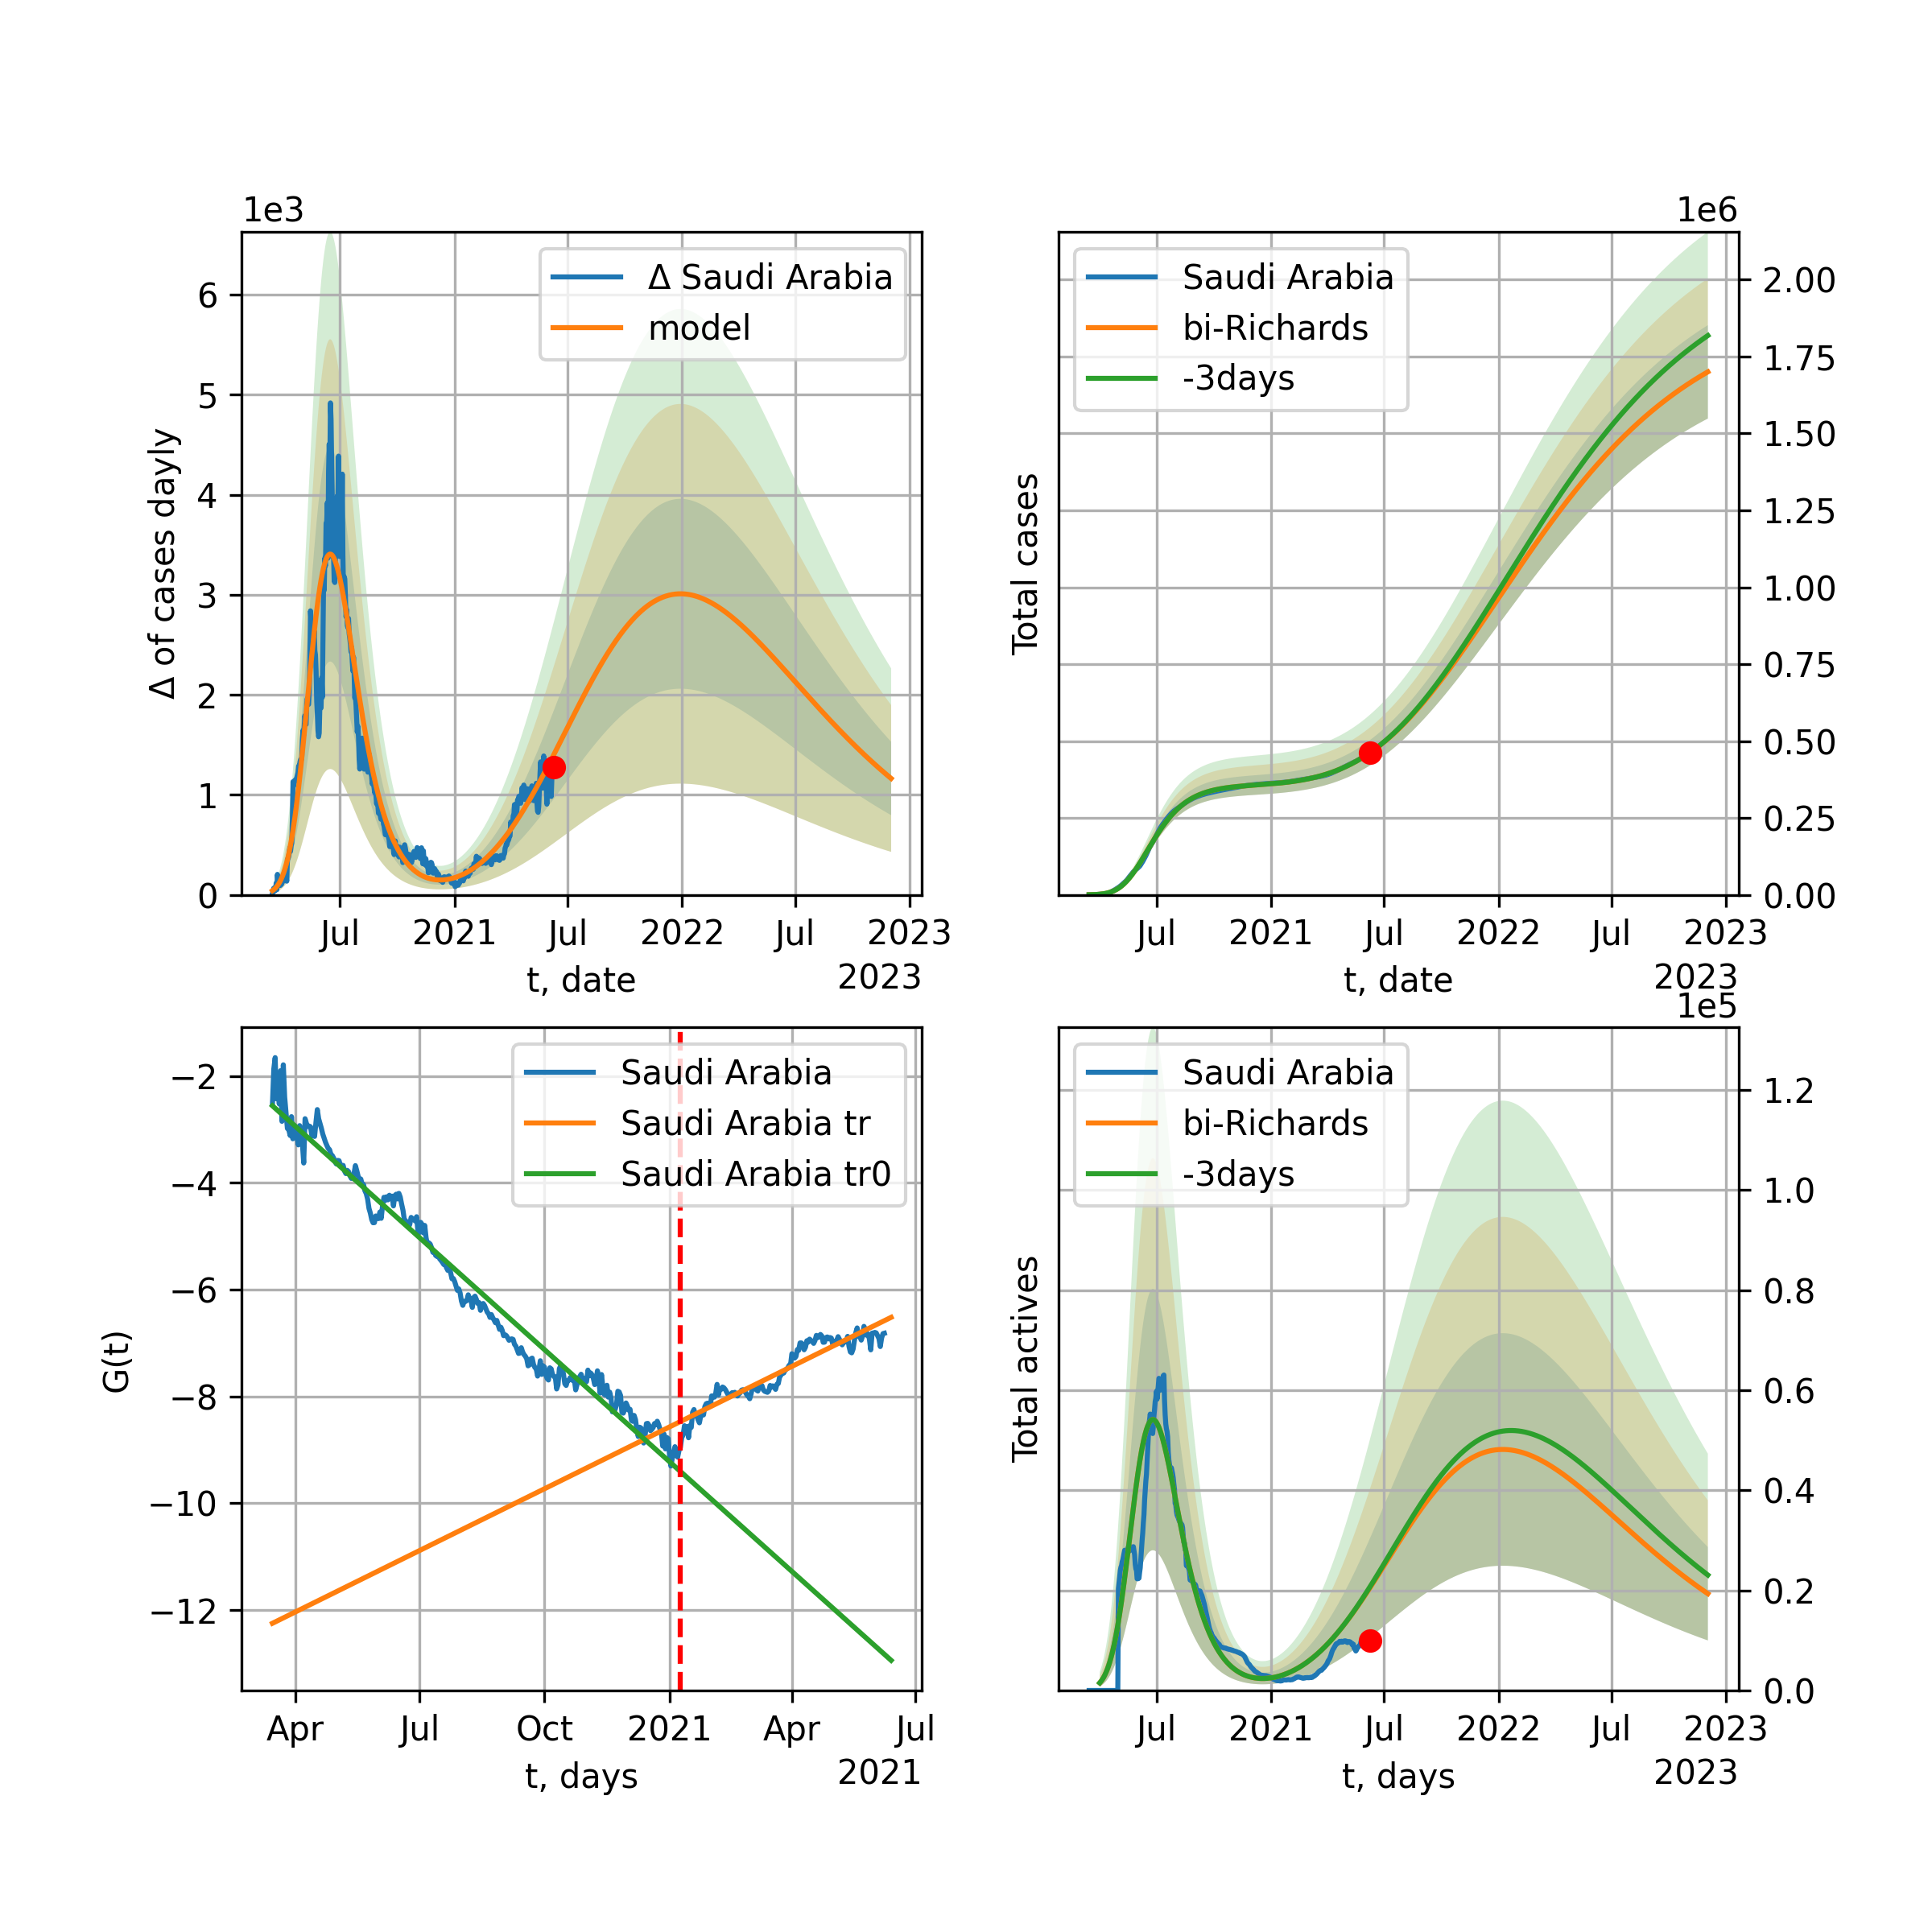 1e3
Δ Saudi Arabia
model
6
5
4
3
2
1
0
Δ of cases dayly
Jul 2021 Jul 2022 Jul 2023
t, date
2023
1e6
Saudi Arabia
bi-Richards
-3days
2.00
1.75
1.50
1.25
1.00
0.75
0.50
0.25
0.00
Total cases
Jul 2021 Jul 2022 Jul 2023
t, date
2023
Saudi Arabia
Saudi Arabia tr
Saudi Arabia tr0
−2
−4
−6
−8
−10
−12
G(t)
Apr Jul Oct 2021 Apr Jul
t, days
2021
1e5
Saudi Arabia
bi-Richards
-3days
1.2
1.0
0.8
0.6
0.4
0.2
0.0
Total actives
Jul 2021 Jul 2022 Jul 2023
t, days
2023